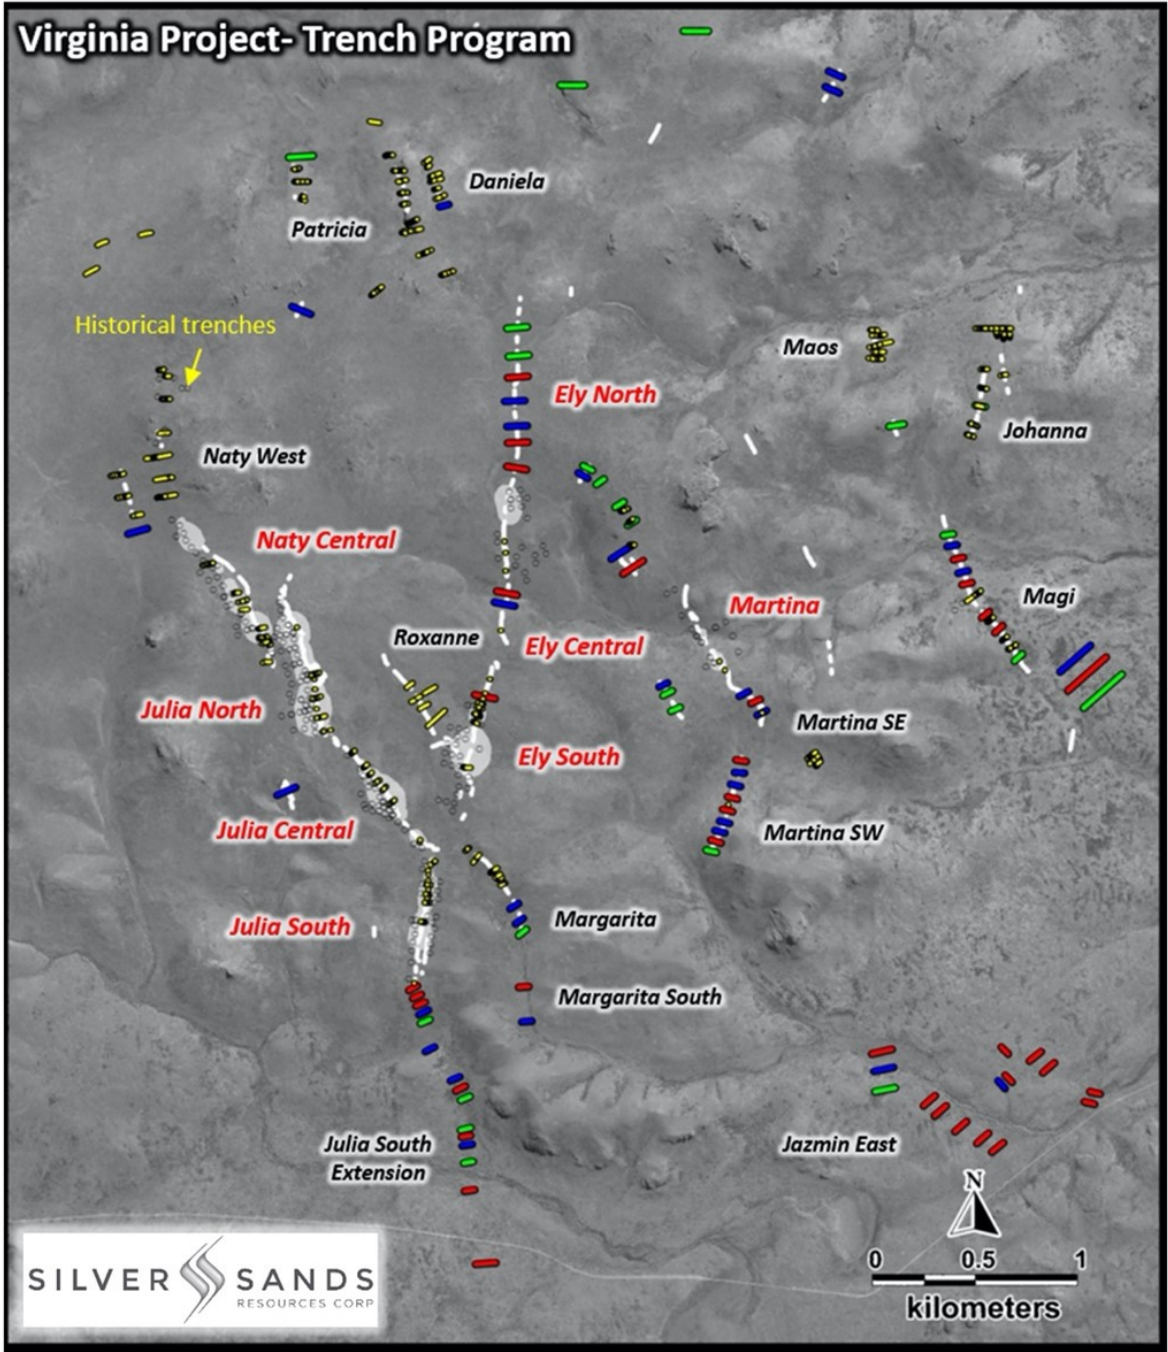 Virginia Project- Trench Program
Daniela
Patricia
Historical trenches
Maos
Ely North
Johanna
Naty West
Naty Central
Magi
Martina
Roxanne
Ely Central
Julia North
Martina SE
Ely South
Julia Central
Martina SW
Margarita
Julia South
Margarita South
Julia South
Extension
Jazmin East
N
0 0.5 1
kilometers
SILVER SANDS
RESOURCES CORP